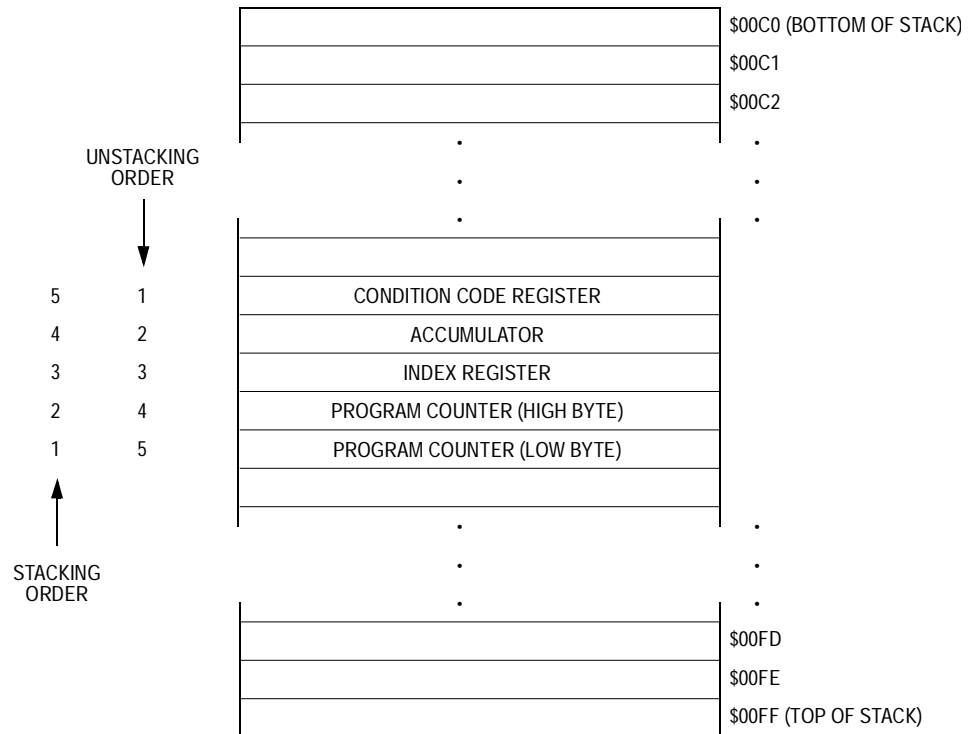 $00C0 (BOTTOM OF STACK)
$00C1
$00C2
UNSTACKING
ORDER
5 1 CONDITION CODE REGISTER
4 2 ACCUMULATOR
3 3 INDEX REGISTER
2 4 PROGRAM COUNTER (HIGH BYTE)
1 5 PROGRAM COUNTER (LOW BYTE)
STACKING
ORDER
$00FD
$00FE
$00FF (TOP OF STACK)